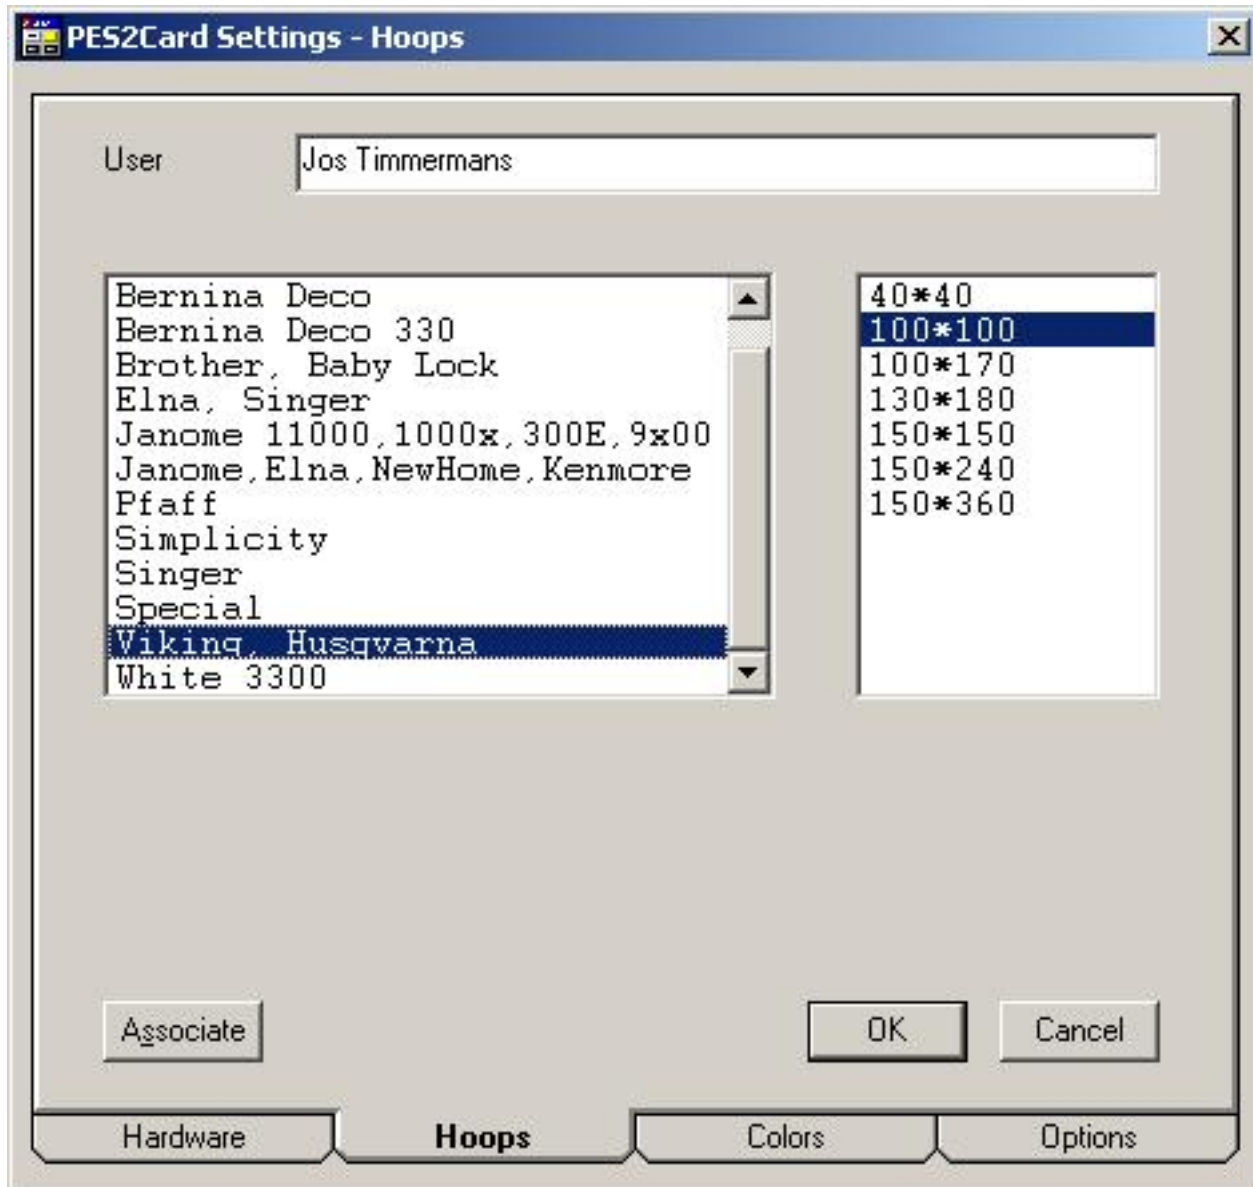 PES2Card Settings - Hoops
User
Jos Timmermans
Bernina Deco
Bernina Deco 330
Brother, Baby Lock
Elna, Singer
Janome 11000,1000x,300E,9x00
Janome,Elna,NewHome,Kenmore
Pfaff
Simplicity
Singer
Special
Viking, Husqvarna
White 3300
40*40
100*100
100*170
130*180
150*150
150*240
150*360
Associate
OK
Cancel
Hardware
Hoops
Colors
Options